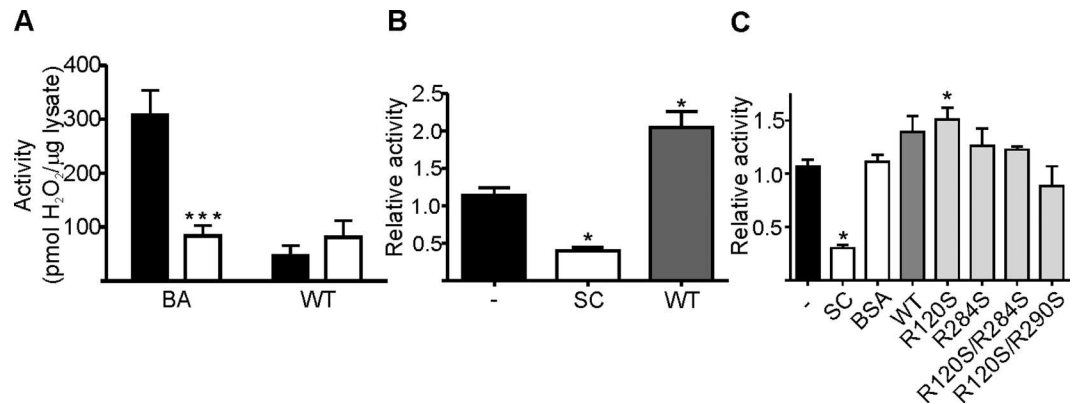 A
Activity
(pmol H₂O₂/µg lysate)
400
300
200
100
***
BA
WT
B
Relative activity
2.5
2.0
1.5
1.0
0.5
*
*
-
SC
WT
C
Relative activity
1.5
1.0
0.5
*
*
-
SC
BSA
WT
R120S
R284S
R120S/R284S
R120S/R290S